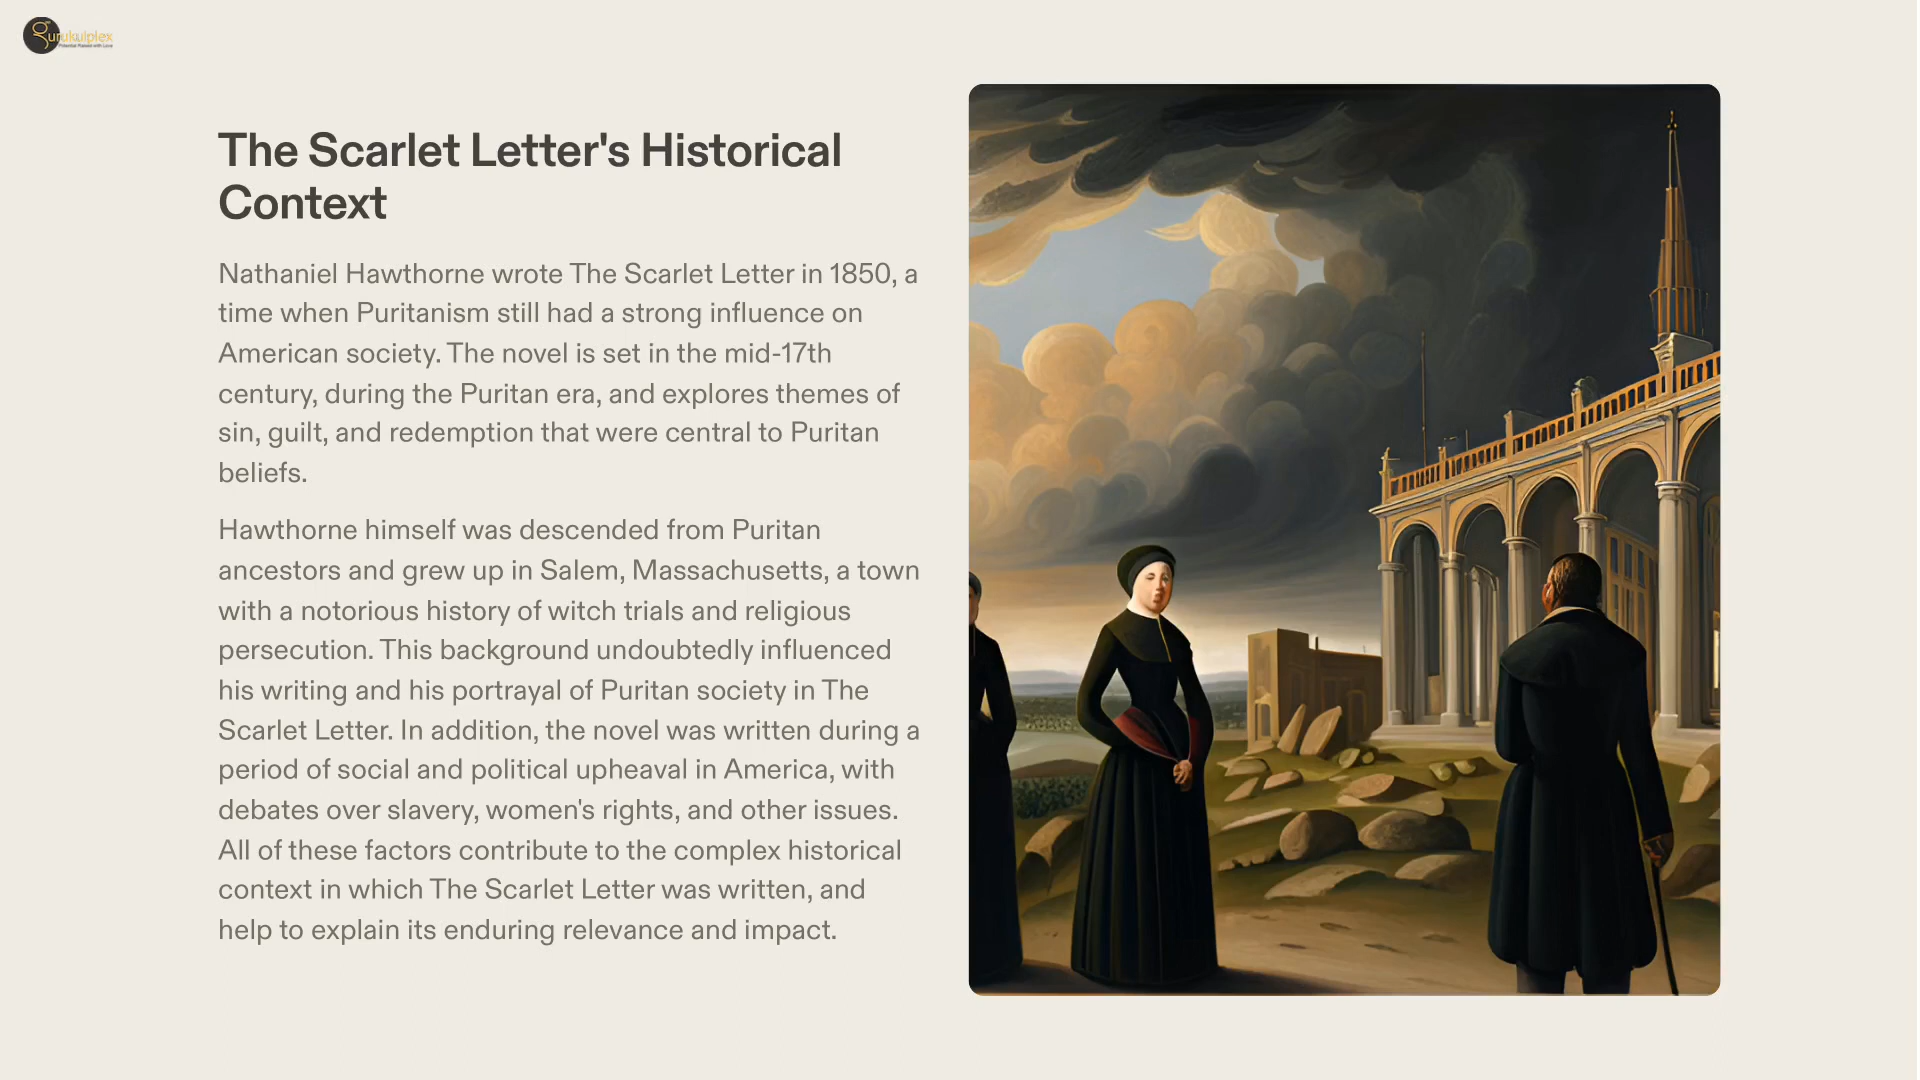 gurukulplex
Potential Raised with Love
The Scarlet Letter's Historical
Context
Nathaniel Hawthorne wrote The Scarlet Letter in 1850, a
time when Puritanism still had a strong influence on
American society. The novel is set in the mid-17th
century, during the Puritan era, and explores themes of
sin, guilt, and redemption that were central to Puritan
beliefs.
Hawthorne himself was descended from Puritan
ancestors and grew up in Salem, Massachusetts, a town
with a notorious history of witch trials and religious
persecution. This background undoubtedly influenced
his writing and his portrayal of Puritan society in The
Scarlet Letter. In addition, the novel was written during a
period of social and political upheaval in America, with
debates over slavery, women's rights, and other issues.
All of these factors contribute to the complex historical
context in which The Scarlet Letter was written, and
help to explain its enduring relevance and impact.